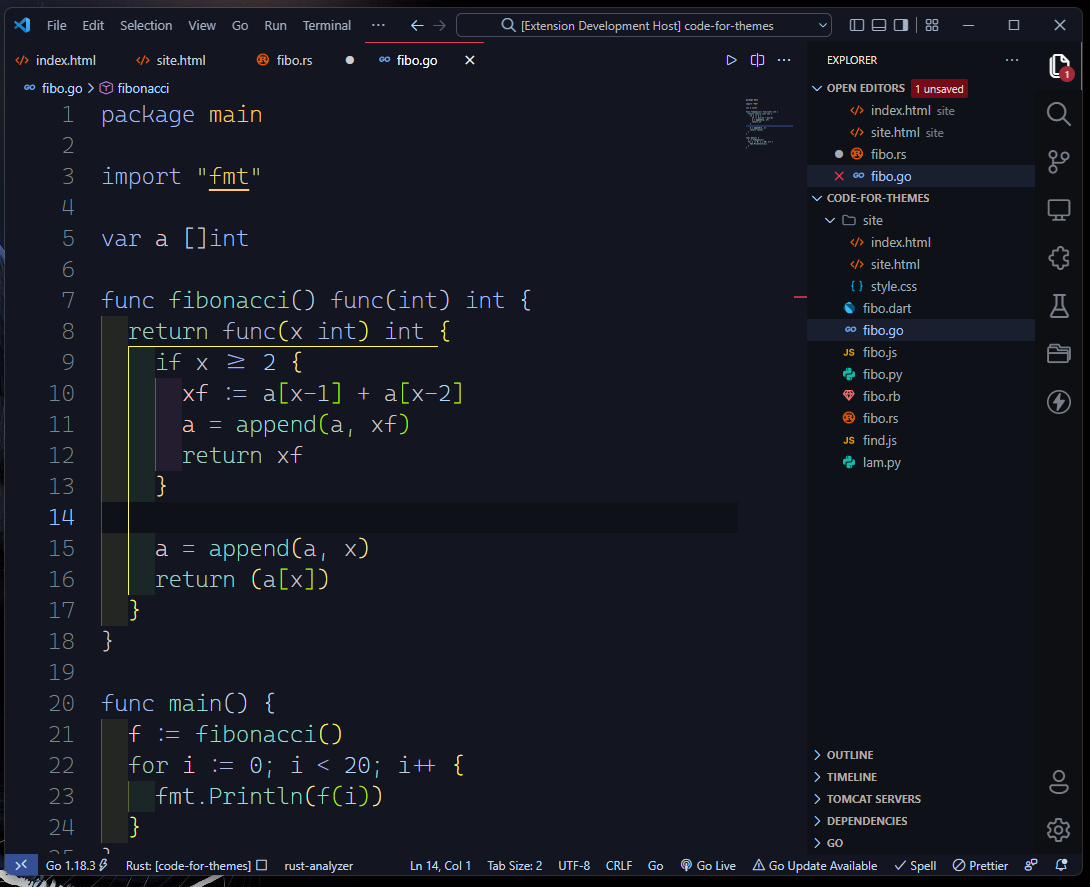 File Edit Selection View Go Run Terminal ··· [Extension Development Host] code-for-themes
index.html site.html fibo.rs fibo.go
fibo.go > fibonacci
1 package main
2
3 import "fmt"
4
5 var a []int
6
7 func fibonacci() func(int) int {
8 return func(x int) int {
9 if x ≥ 2 {
10 xf := a[x-1] + a[x-2]
11 a = append(a, xf)
12 return xf
13 }
14
15 a = append(a, x)
16 return (a[x])
17 }
18 }
19
20 func main() {
21 f := fibonacci()
22 for i := 0; i < 20; i++ {
23 fmt.Println(f(i))
24 }
25 }
EXPLORER ···
1
OPEN EDITORS 1 unsaved
index.html site
site.html site
fibo.rs
fibo.go
CODE-FOR-THEMES
site
index.html
site.html
style.css
fibo.dart
fibo.go
JS fibo.js
fibo.py
fibo.rb
fibo.rs
JS find.js
lam.py
OUTLINE
TIMELINE
TOMCAT SERVERS
DEPENDENCIES
GO
Go 1.18.3 Rust: [code-for-themes] rust-analyzer Ln 14, Col 1 Tab Size: 2 UTF-8 CRLF Go Go Live Go Update Available Spell Prettier